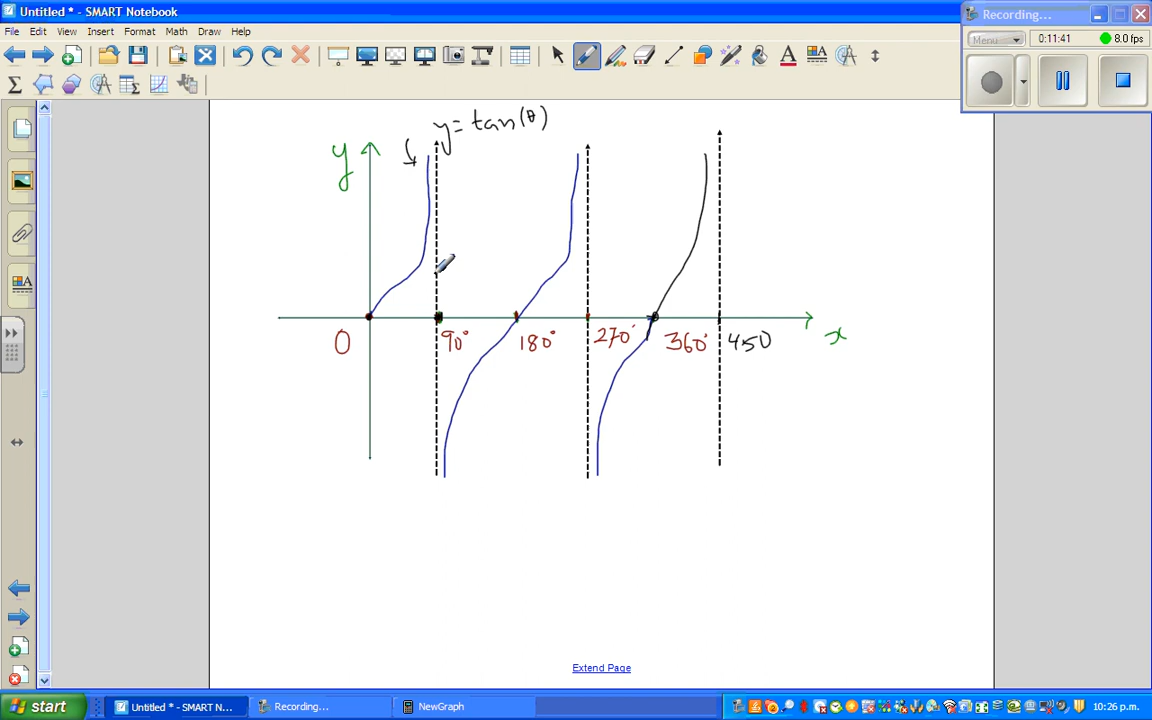 Untitled * - SMART Notebook
Recording...
File Edit View Insert Format Math Draw Help
Menu
0:11:41
8.0 fps
y = tan(θ)
y
0 90° 180° 270° 360° 450
x
Extend Page
start
Untitled * - SMART N...
Recording...
NewGraph
10:26 p.m.